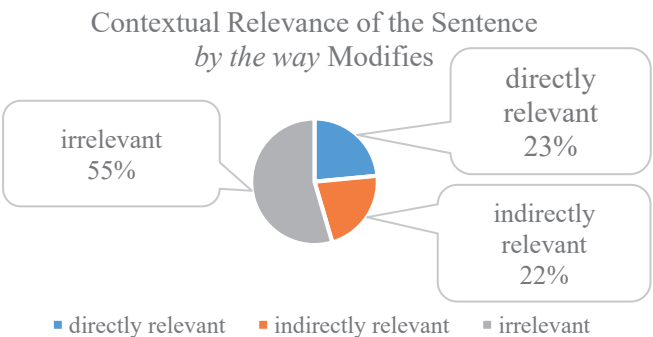 Contextual Relevance of the Sentence
by the way Modifies
directly
relevant
23%
irrelevant
55%
indirectly
relevant
22%
directly relevant
indirectly relevant
irrelevant